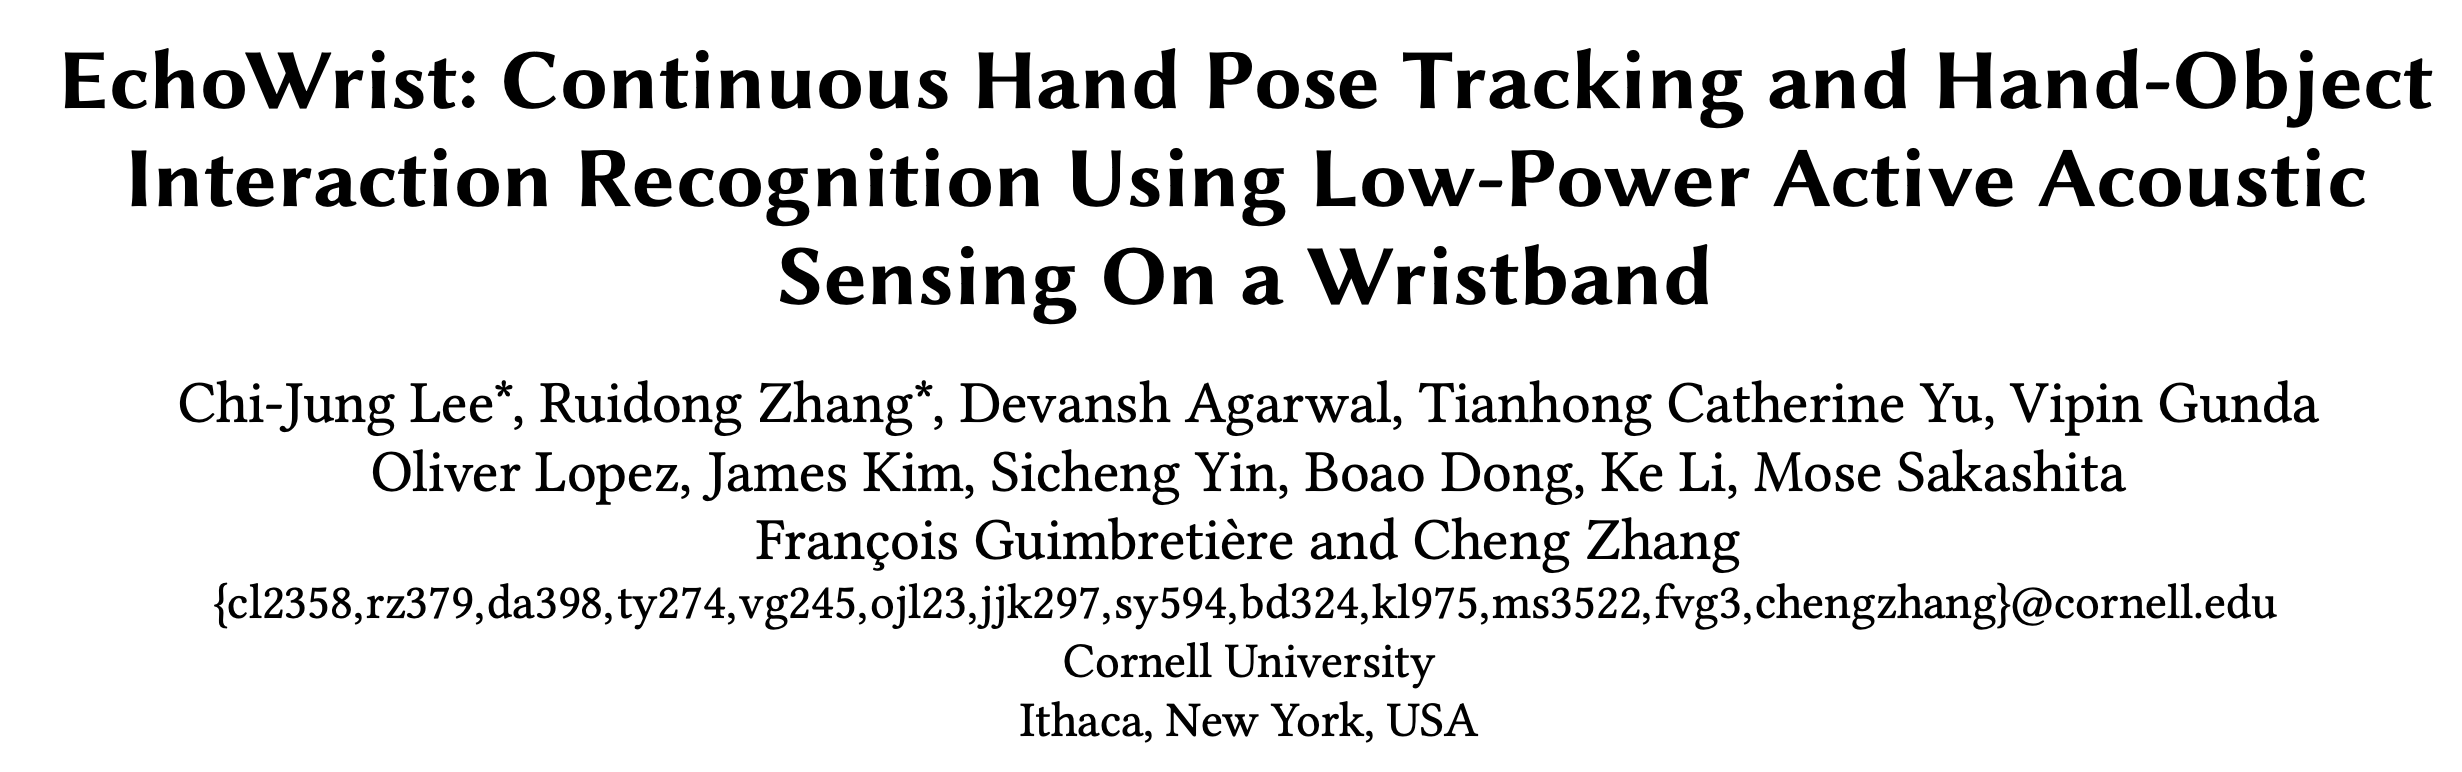 EchoWrist: Continuous Hand Pose Tracking and Hand-Object
Interaction Recognition Using Low-Power Active Acoustic
Sensing On a Wristband
Chi-Jung Lee*, Ruidong Zhang*, Devansh Agarwal, Tianhong Catherine Yu, Vipin Gunda
Oliver Lopez, James Kim, Sicheng Yin, Boao Dong, Ke Li, Mose Sakashita
François Guimbretière and Cheng Zhang
{cl2358,rz379,da398,ty274,vg245,ojl23,jjk297,sy594,bd324,kl975,ms3522,fvg3,chengzhang}@cornell.edu
Cornell University
Ithaca, New York, USA